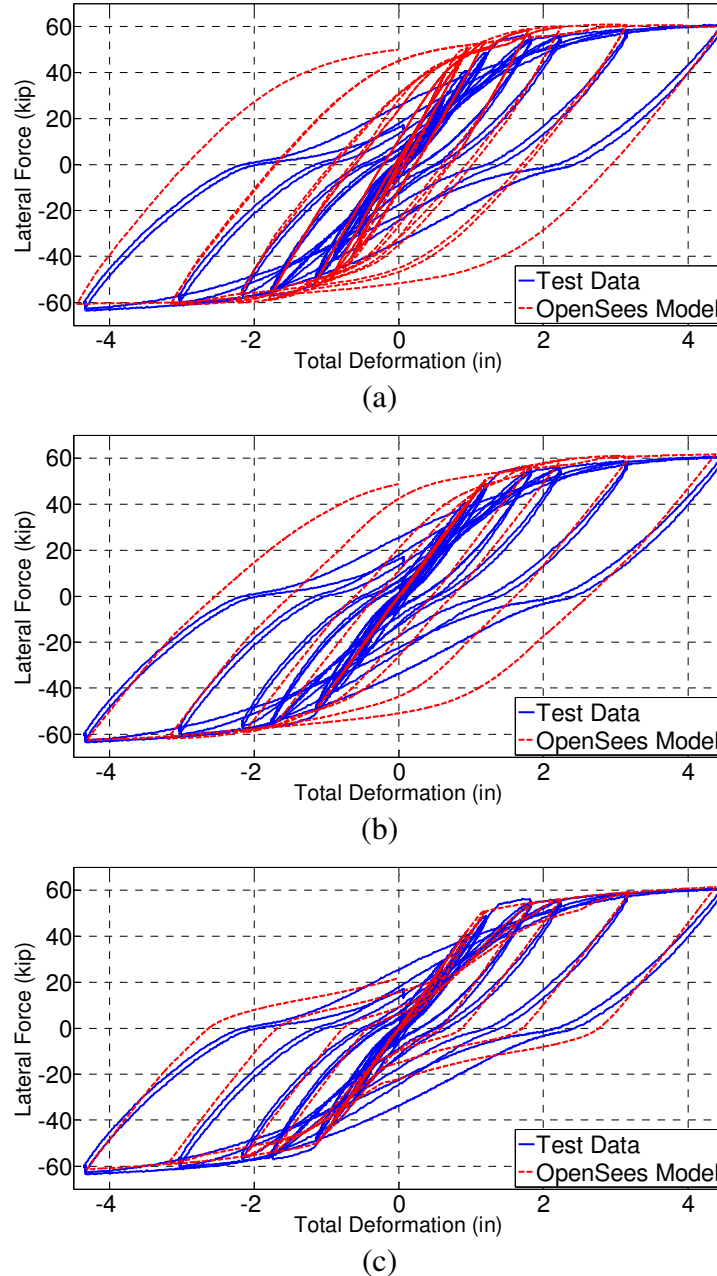 60
40
20
0
-20
-40
-60
Lateral Force (kip)
-4 -2 0 2 4
Total Deformation (in)
Test Data
OpenSees Model
(a)
60
40
20
0
-20
-40
-60
Lateral Force (kip)
-4 -2 0 2 4
Total Deformation (in)
Test Data
OpenSees Model
(b)
60
40
20
0
-20
-40
-60
Lateral Force (kip)
-4 -2 0 2 4
Total Deformation (in)
Test Data
OpenSees Model
(c)